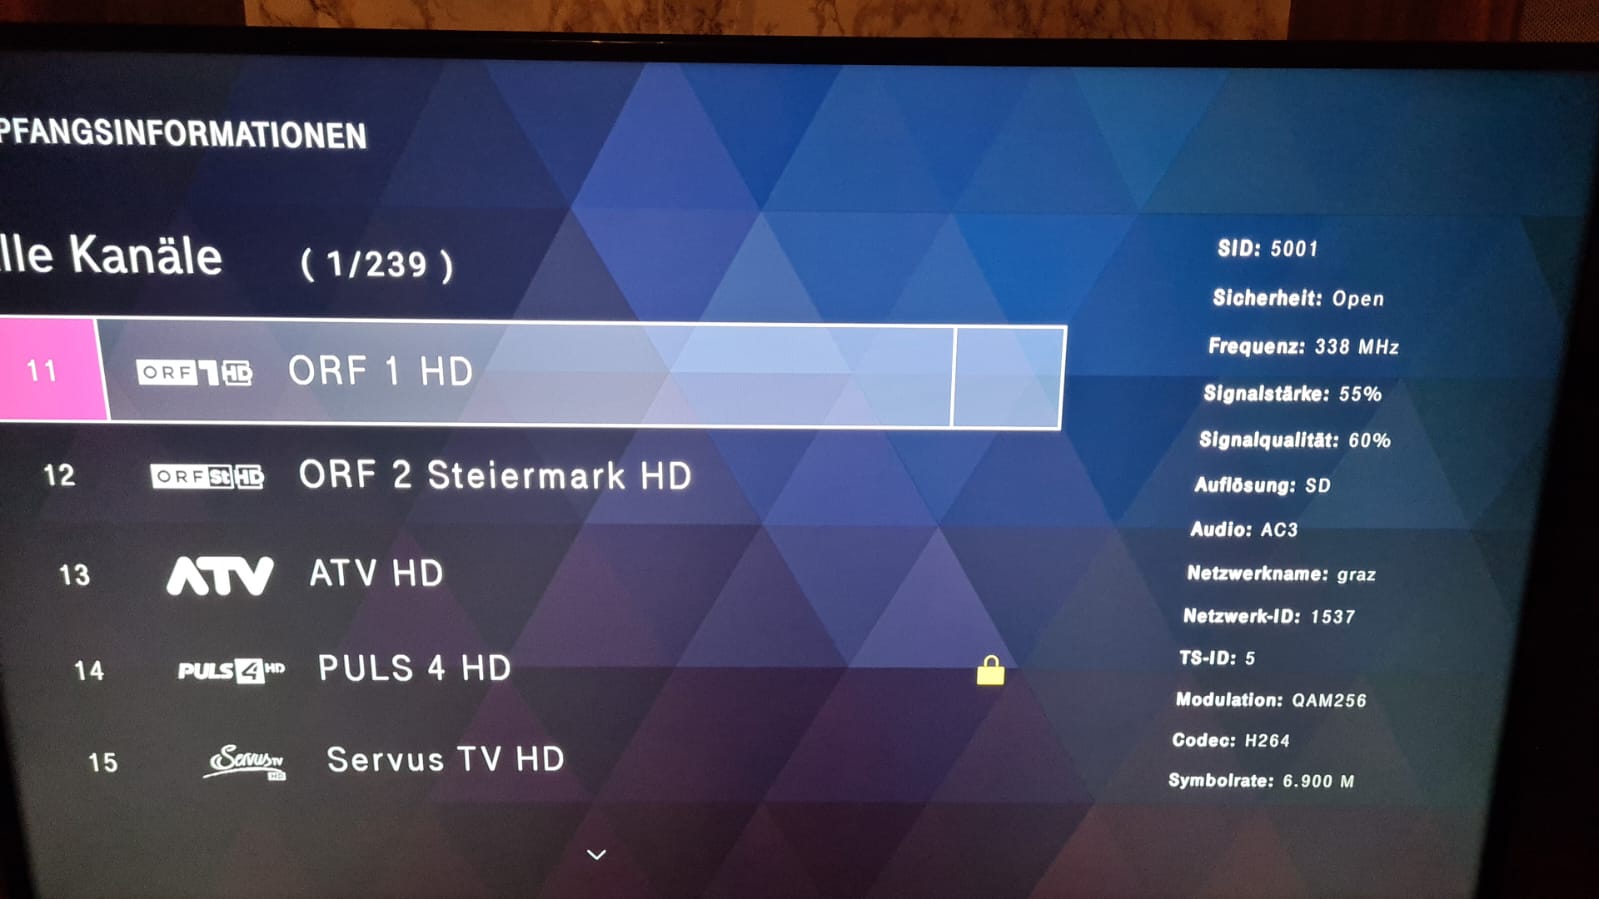 PFANGSINFORMATIONEN
lle Kanäle ( 1/239 )
11 ORF 1 HD ORF 1 HD
12 ORF St HD ORF 2 Steiermark HD
13 ATV ATV HD
14 PULS 4 HD PULS 4 HD
15 Servus TV HD Servus TV HD
SID: 5001
Sicherheit: Open
Frequenz: 338 MHz
Signalstärke: 55%
Signalqualität: 60%
Auflösung: SD
Audio: AC3
Netzwerkname: graz
Netzwerk-ID: 1537
TS-ID: 5
Modulation: QAM256
Codec: H264
Symbolrate: 6.900 M